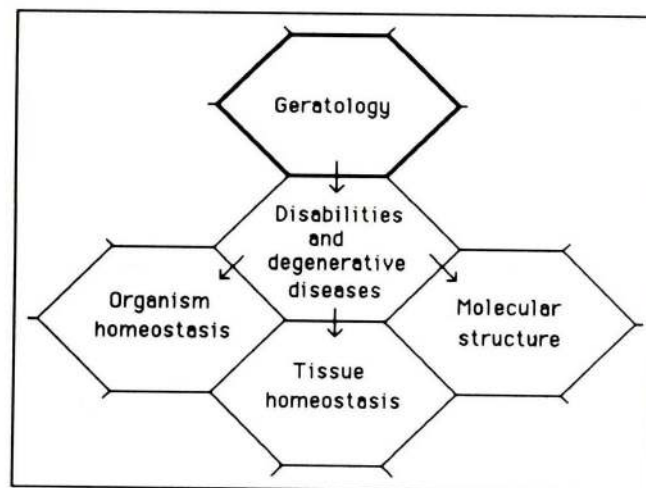 Geratology
Disabilities
and
degenerative
diseases
Organism
homeostasis
Molecular
structure
Tissue
homeostasis